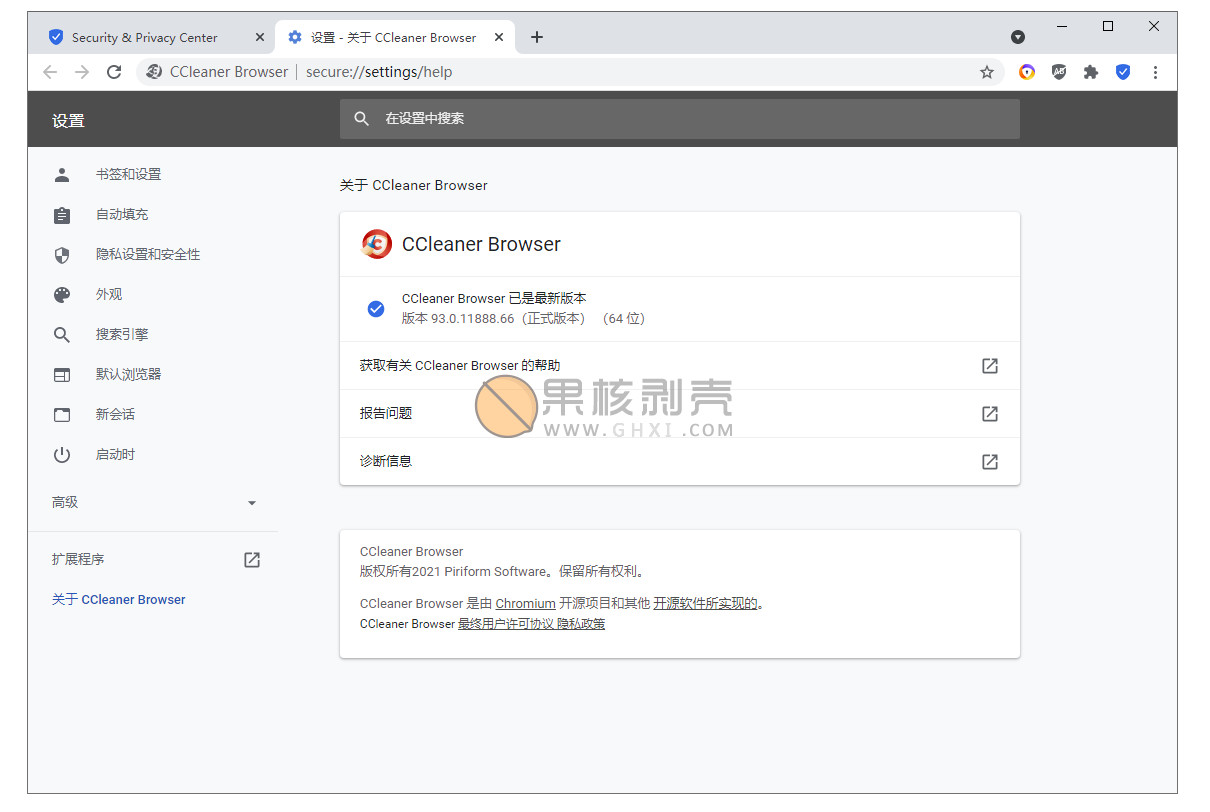 Security & Privacy Center
设置 - 关于 CCleaner Browser
CCleaner Browser | secure://settings/help
设置
在设置中搜索
书签和设置
自动填充
隐私设置和安全性
外观
搜索引擎
默认浏览器
新会话
启动时
高级
扩展程序
关于 CCleaner Browser
关于 CCleaner Browser
CCleaner Browser
CCleaner Browser 已是最新版本
版本 93.0.11888.66（正式版本） （64 位）
获取有关 CCleaner Browser 的帮助
报告问题
诊断信息
果核剥壳
WWW.GHXI.COM
CCleaner Browser
版权所有2021 Piriform Software。保留所有权利。
CCleaner Browser 是由 Chromium 开源项目和其他 开源软件所实现的。
CCleaner Browser 最终用户许可协议 隐私政策